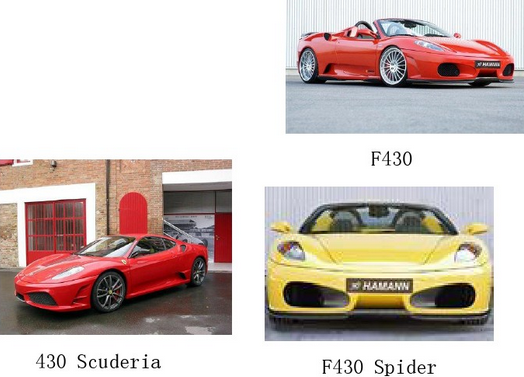 HAMANN
F430
HAMANN
430 Scuderia
F430 Spider